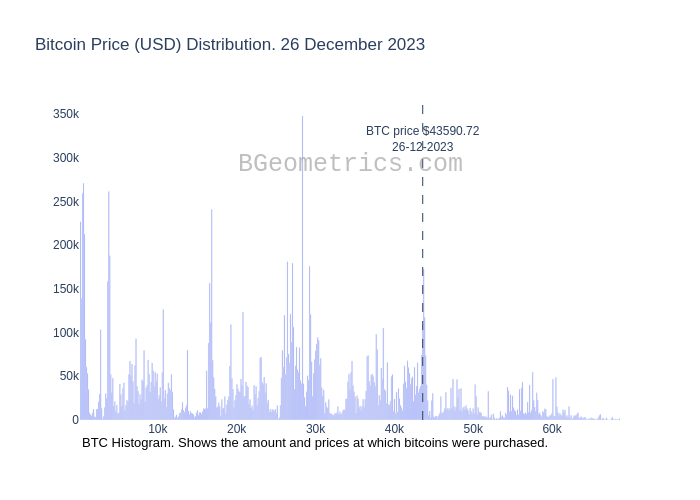 Bitcoin Price (USD) Distribution. 26 December 2023
350k
BTC price $43590.72
26-12-2023
300k
BGeometrics.com
250k
200k
150k
100k
50k
0
10k 20k 30k 40k 50k 60k
BTC Histogram. Shows the amount and prices at which bitcoins were purchased.